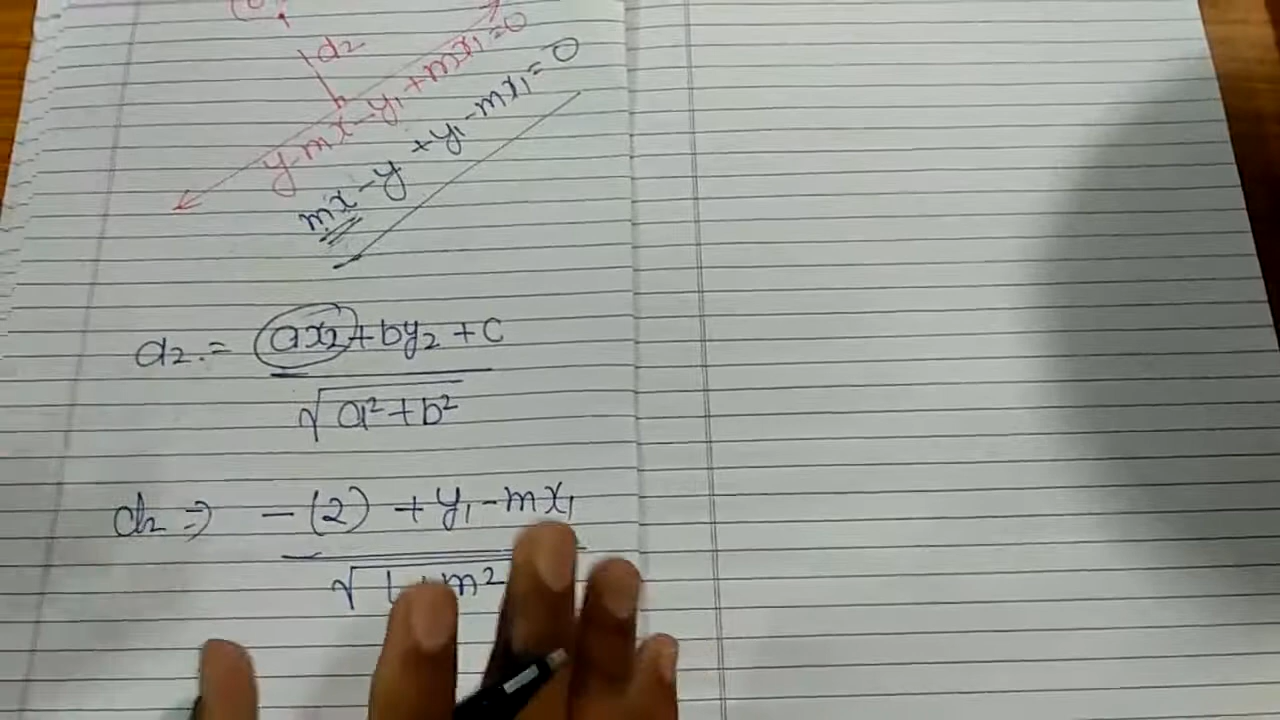 d2
y mx - y1 + mx1 = 0
mx - y + y1 - mx1 = 0
d2 = ax2 + by2 + c
√a² + b²
d2 ⇒ -(2) + y1 - mx1
√1 + m²